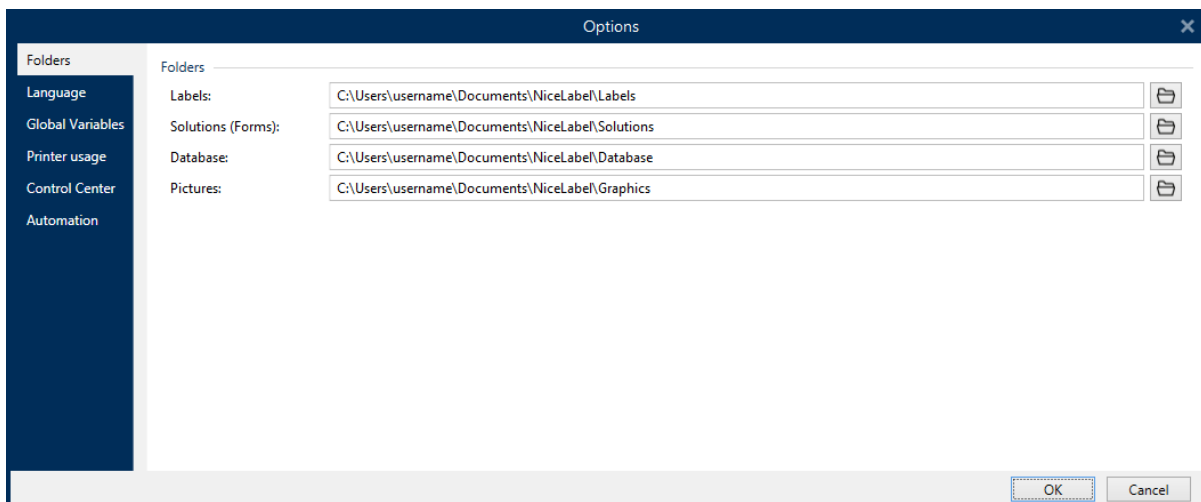 Options
Folders
Language
Global Variables
Printer usage
Control Center
Automation
Folders
Labels: C:\Users\username\Documents\NiceLabel\Labels
Solutions (Forms): C:\Users\username\Documents\NiceLabel\Solutions
Database: C:\Users\username\Documents\NiceLabel\Database
Pictures: C:\Users\username\Documents\NiceLabel\Graphics
OK Cancel